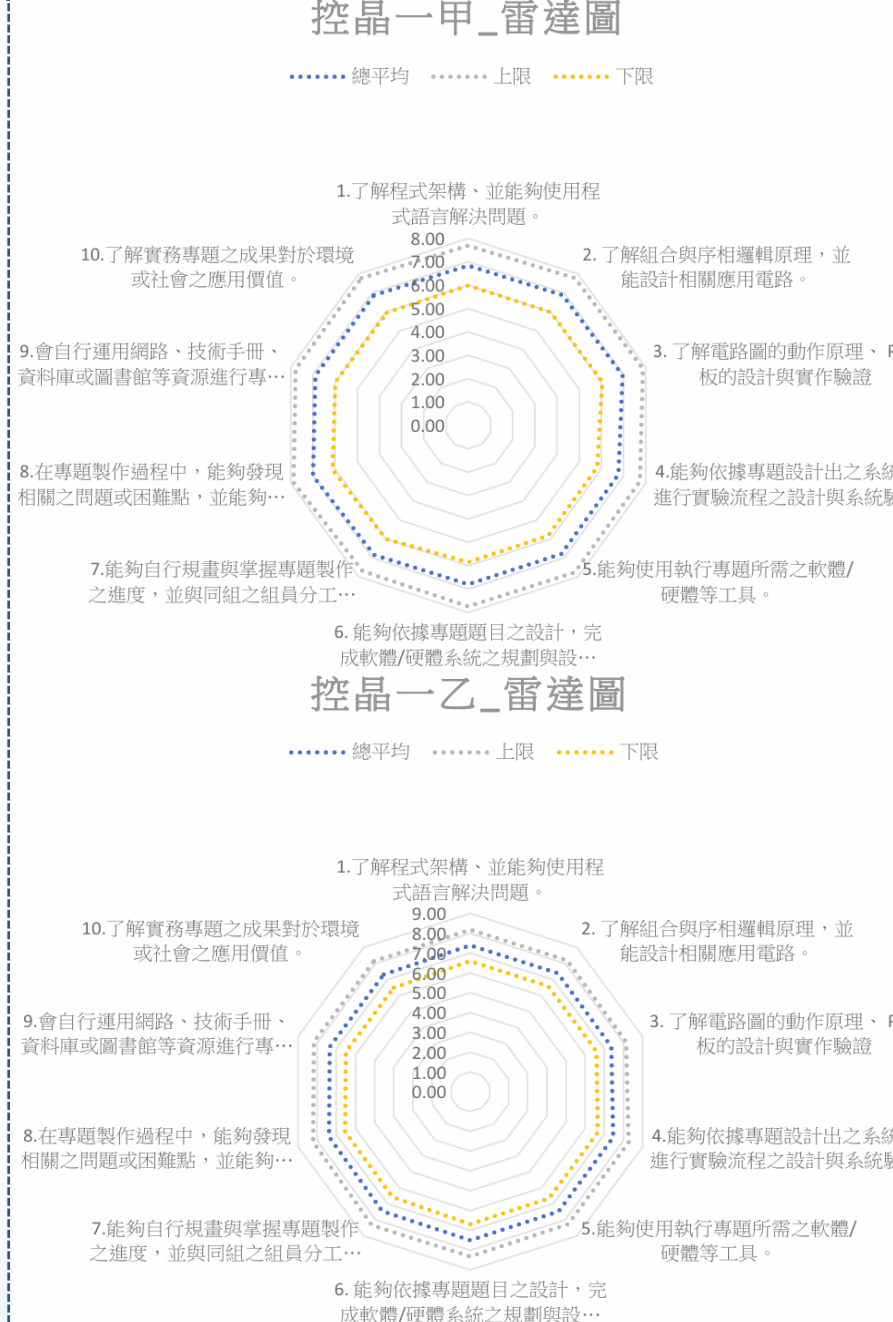 控晶一甲_雷達圖
總平均 上限 下限
1.了解程式架構、並能夠使用程
式語言解決問題。
8.00
7.00
6.00
5.00
4.00
3.00
2.00
1.00
0.00
2. 了解組合與序相邏輯原理，並
能設計相關應用電路。
3. 了解電路圖的動作原理、
板的設計與實作驗證
4.能夠依據專題設計出之系統
進行實驗流程之設計與系統
5.能夠使用執行專題所需之軟體/
硬體等工具。
6. 能夠依據專題題目之設計，完
成軟體/硬體系統之規劃與設…
7.能夠自行規畫與掌握專題製作
之進度，並與同組之組員分工…
8.在專題製作過程中，能夠發現
相關之問題或困難點，並能夠…
9.會自行運用網路、技術手冊、
資料庫或圖書館等資源進行專…
10.了解實務專題之成果對於環境
或社會之應用價值。
控晶一乙_雷達圖
總平均 上限 下限
1.了解程式架構、並能夠使用程
式語言解決問題。
9.00
8.00
7.00
6.00
5.00
4.00
3.00
2.00
1.00
0.00
2. 了解組合與序相邏輯原理，並
能設計相關應用電路。
3. 了解電路圖的動作原理、
板的設計與實作驗證
4.能夠依據專題設計出之系統
進行實驗流程之設計與系統
5.能夠使用執行專題所需之軟體/
硬體等工具。
6. 能夠依據專題題目之設計，完
成軟體/硬體系統之規劃與設…
7.能夠自行規畫與掌握專題製作
之進度，並與同組之組員分工…
8.在專題製作過程中，能夠發現
相關之問題或困難點，並能夠…
9.會自行運用網路、技術手冊、
資料庫或圖書館等資源進行專…
10.了解實務專題之成果對於環境
或社會之應用價值。